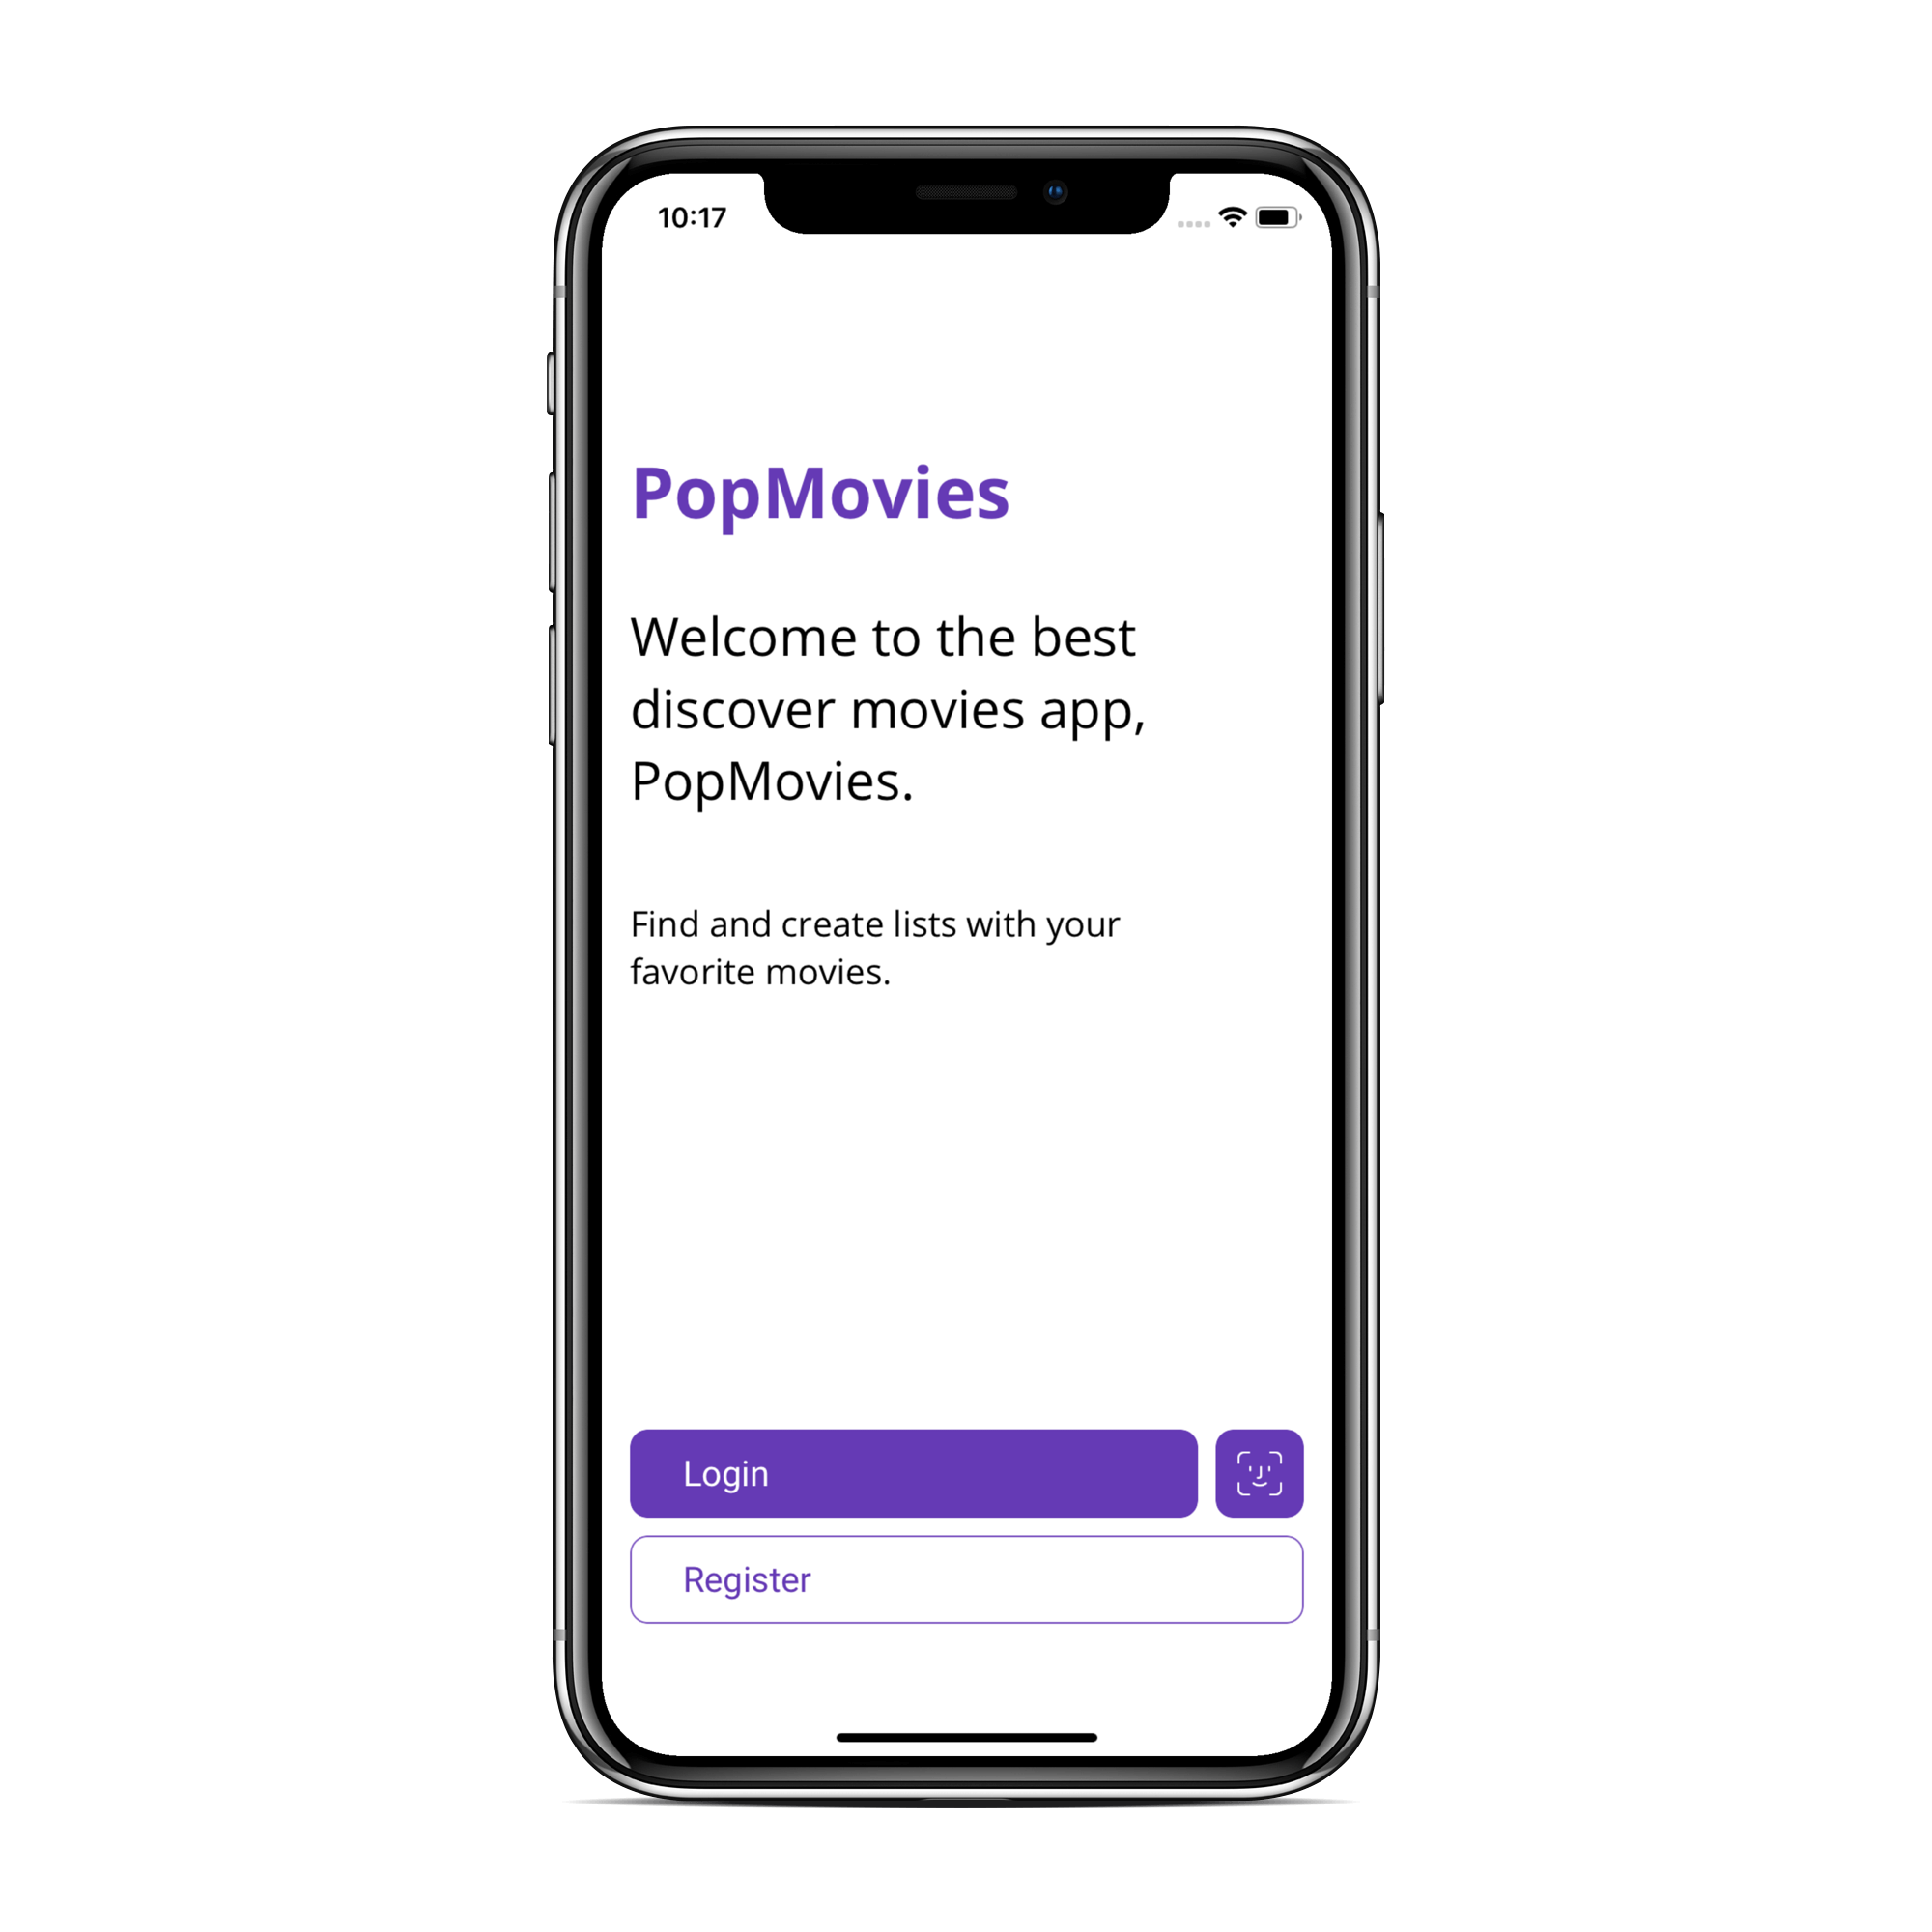 10:17
PopMovies
Welcome to the best
discover movies app,
PopMovies.
Find and create lists with your
favorite movies.
Login
Register